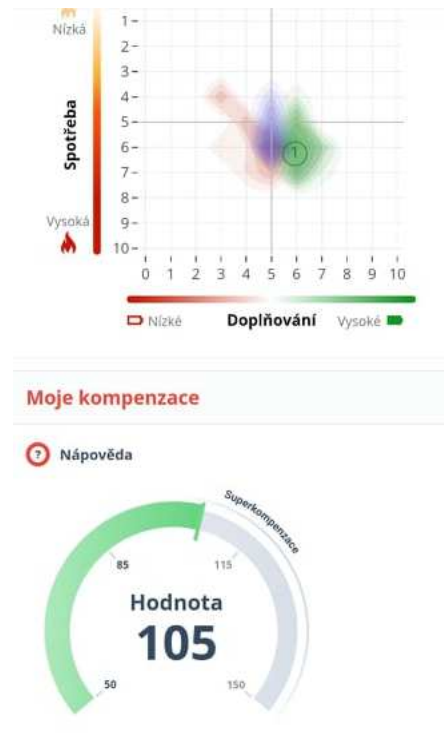 Nízká
1
2
3
4
5
6
7
8
9
10
Spotřeba
Vysoká
1
0 1 2 3 4 5 6 7 8 9 10
Nízké Doplňování Vysoké
Moje kompenzace
? Nápověda
Superkompenzace
85 115
Hodnota
105
50 150